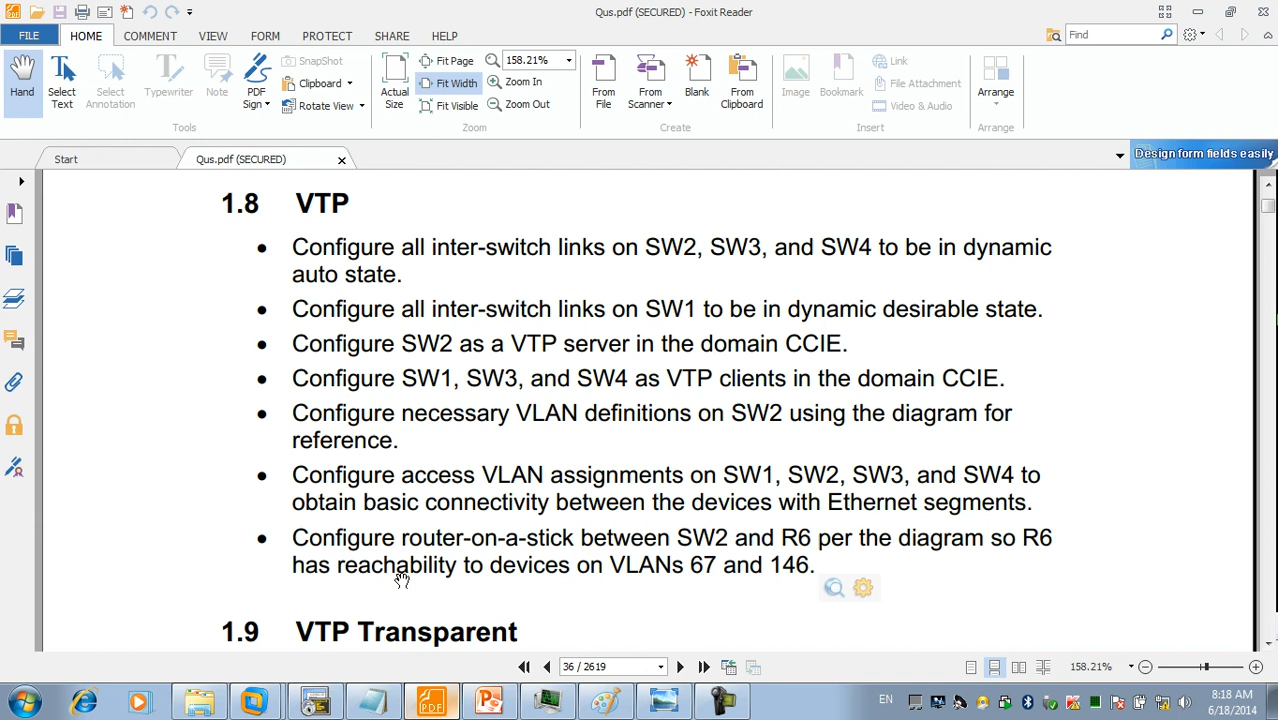 Qus.pdf (SECURED) - Foxit Reader
FILE HOME COMMENT VIEW FORM PROTECT SHARE HELP Find
Hand
Select Text
Select Annotation
Typewriter
Note
PDF Sign
SnapShot
Clipboard
Rotate View
Actual Size
Fit Page
Fit Width
Fit Visible
158.21%
Zoom In
Zoom Out
From File
From Scanner
Blank
From Clipboard
Image
Bookmark
Link
File Attachment
Video & Audio
Arrange
Tools Zoom Create Insert Arrange
Start Qus.pdf (SECURED) Design form fields easily
1.8 VTP
• Configure all inter-switch links on SW2, SW3, and SW4 to be in dynamic
auto state.
• Configure all inter-switch links on SW1 to be in dynamic desirable state.
• Configure SW2 as a VTP server in the domain CCIE.
• Configure SW1, SW3, and SW4 as VTP clients in the domain CCIE.
• Configure necessary VLAN definitions on SW2 using the diagram for
reference.
• Configure access VLAN assignments on SW1, SW2, SW3, and SW4 to
obtain basic connectivity between the devices with Ethernet segments.
• Configure router-on-a-stick between SW2 and R6 per the diagram so R6
has reachability to devices on VLANs 67 and 146.
1.9 VTP Transparent
36 / 2619 158.21%
PDF
EN 8:18 AM
6/18/2014